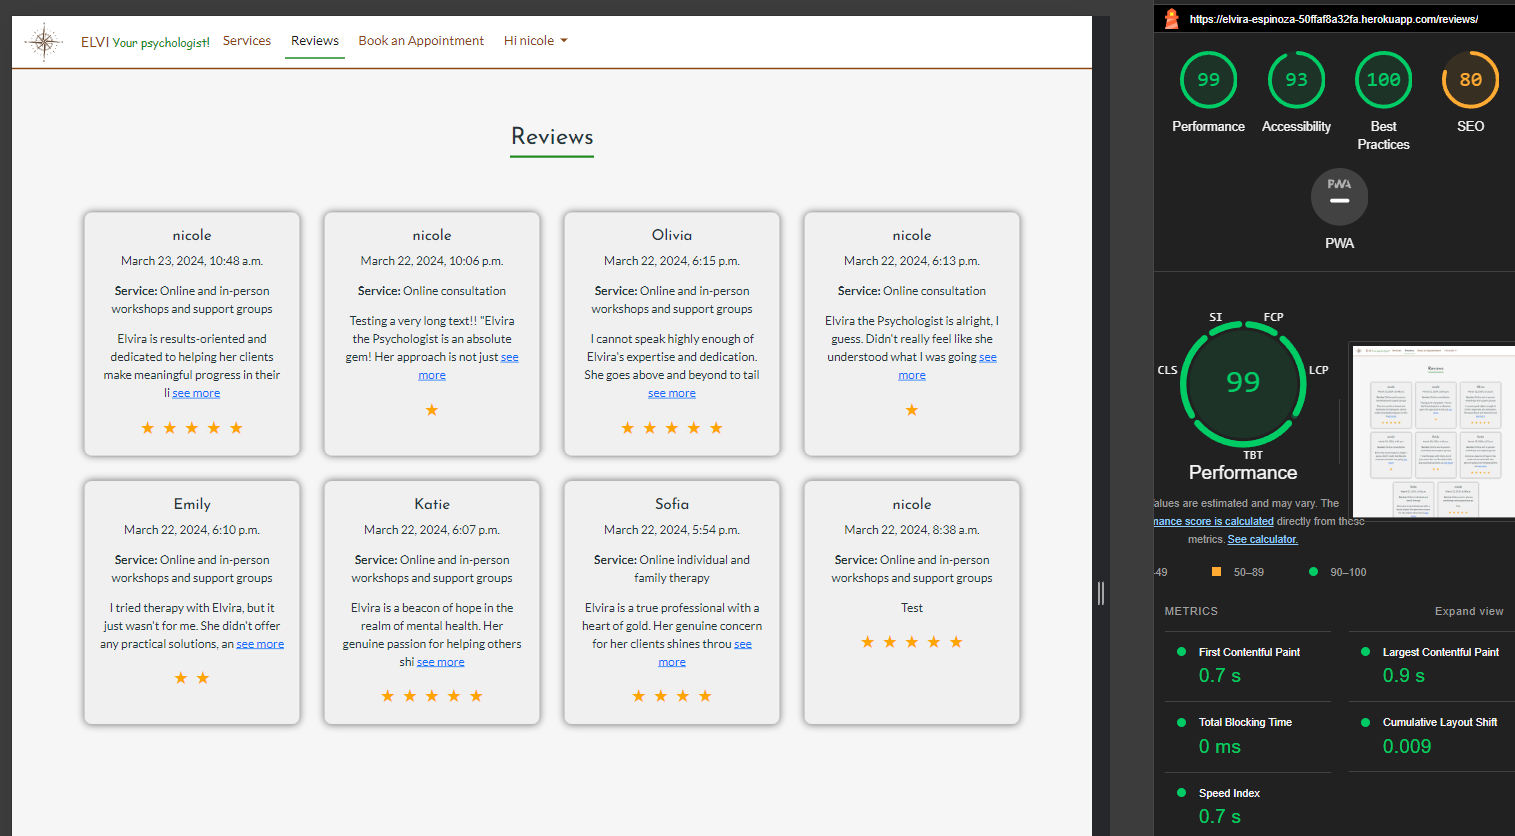 ELVI Your psychologist! Services Reviews Book an Appointment Hi nicole
Reviews
nicole
March 23, 2024, 10:48 a.m.
Service: Online and in-person
workshops and support groups
Elvira is results-oriented and
dedicated to helping her clients
make meaningful progress in their
li see more
nicole
March 22, 2024, 10:06 p.m.
Service: Online consultation
Testing a very long text!! "Elvira
the Psychologist is an absolute
gem! Her approach is not just see
more
Olivia
March 22, 2024, 6:15 p.m.
Service: Online and in-person
workshops and support groups
I cannot speak highly enough of
Elvira's expertise and dedication.
She goes above and beyond to tail
see more
nicole
March 22, 2024, 6:13 p.m.
Service: Online consultation
Elvira the Psychologist is alright, I
guess. Didn't really feel like she
understood what I was going see
more
Emily
March 22, 2024, 6:10 p.m.
Service: Online and in-person
workshops and support groups
I tried therapy with Elvira, but it
just wasn't for me. She didn't offer
any practical solutions, an see more
Katie
March 22, 2024, 6:07 p.m.
Service: Online and in-person
workshops and support groups
Elvira is a beacon of hope in the
realm of mental health. Her
genuine passion for helping others
shi see more
Sofia
March 22, 2024, 5:54 p.m.
Service: Online individual and
family therapy
Elvira is a true professional with a
heart of gold. Her genuine concern
for her clients shines throu see
more
nicole
March 22, 2024, 8:38 a.m.
Service: Online and in-person
workshops and support groups
Test
https://elvira-espinoza-50ffaf8a32fa.herokuapp.com/reviews/
99 93 100 80
Performance Accessibility Best Practices SEO
PWA
PWA
SI FCP
CLS LCP
99
TBT
Performance
alues are estimated and may vary. The
mance score is calculated directly from these
metrics. See calculator.
-49 50–89 90–100
METRICS Expand view
First Contentful Paint
0.7 s
Largest Contentful Paint
0.9 s
Total Blocking Time
0 ms
Cumulative Layout Shift
0.009
Speed Index
0.7 s